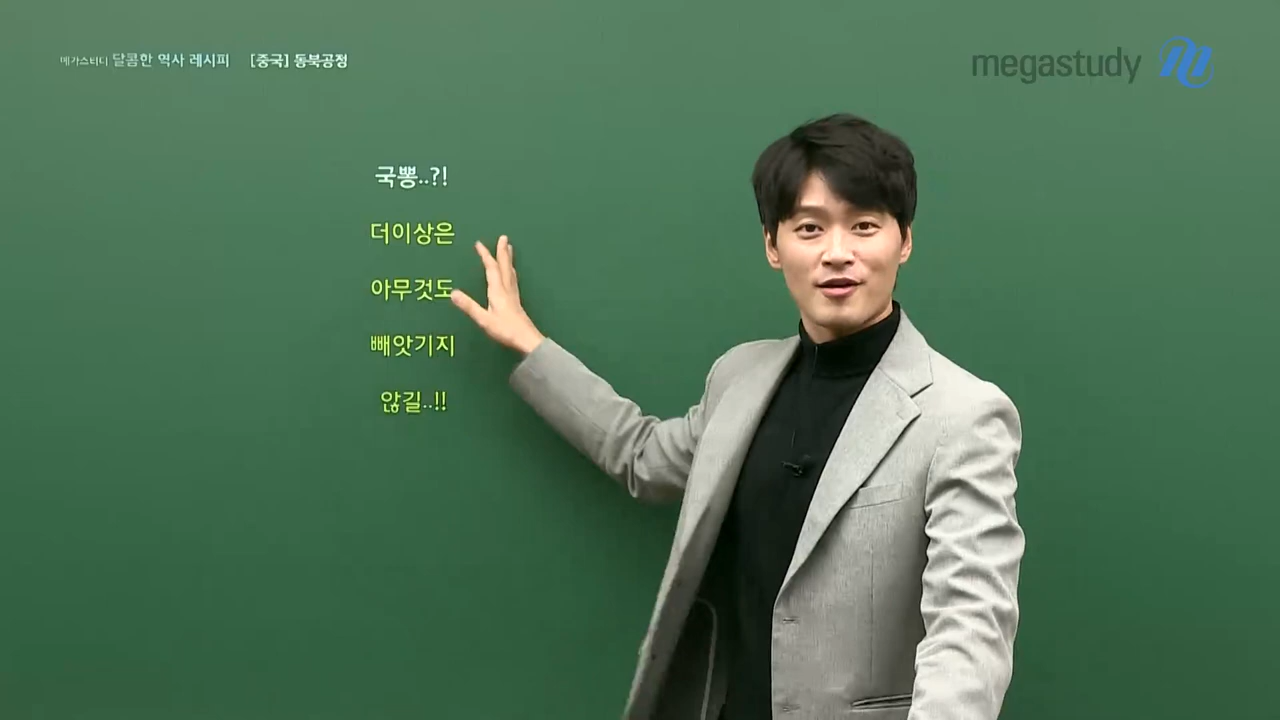 메가스터디 달콤한 역사 레시피 [중국] 동북공정
megastudy
국뽕..?!
더이상은
아무것도
빼앗기지
않길..!!